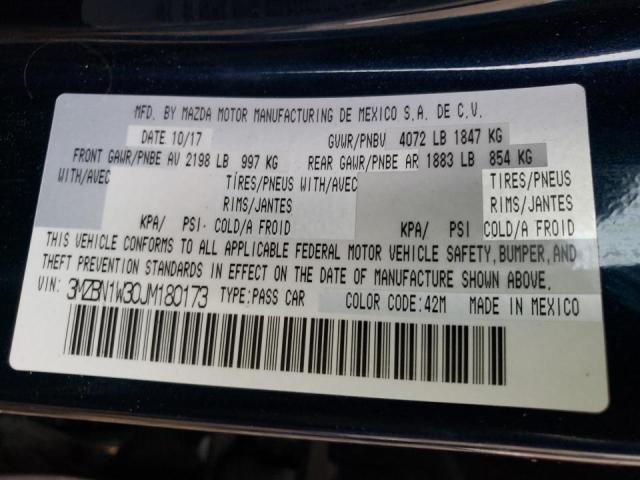 MFD. BY MAZDA MOTOR MANUFACTURING DE MEXICO S.A. DE C.V.
DATE 10/17 GVWR/PNBV 4072 LB 1847 KG
FRONT GAWR/PNBE AV 2198 LB 997 KG REAR GAWR/PNBE AR 1883 LB 854 KG
WITH/AVEC TIRES/PNEUS WITH/AVEC TIRES/PNEUS
RIMS/JANTES RIMS/JANTES
KPA/ PSI- COLD/A FROID KPA/ PSI COLD/A FROID
THIS VEHICLE CONFORMS TO ALL APPLICABLE FEDERAL MOTOR VEHICLE SAFETY, BUMPER, AND
THEFT PREVENTION STANDARDS IN EFFECT ON THE DATE OF MANUFACTURE SHOWN ABOVE.
VIN: 3MZBN1W30JM180173 TYPE:PASS CAR COLOR CODE:42M MADE IN MEXICO